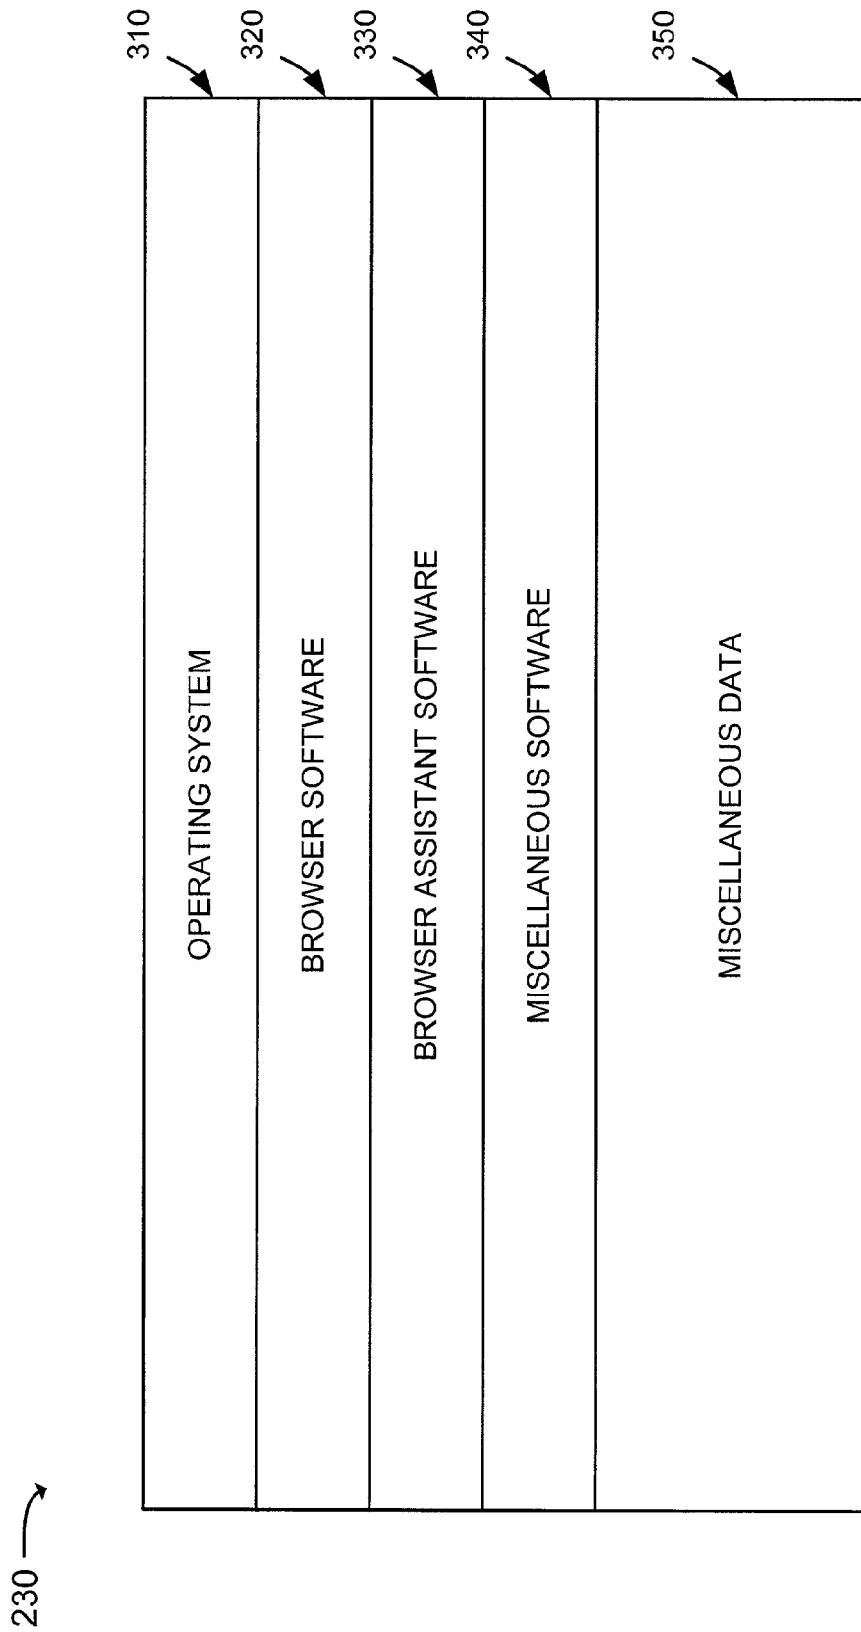 230
OPERATING SYSTEM
310
BROWSER SOFTWARE
320
BROWSER ASSISTANT SOFTWARE
330
MISCELLANEOUS SOFTWARE
340
MISCELLANEOUS DATA
350